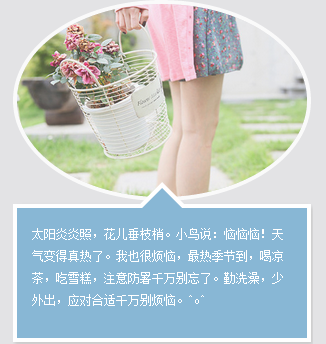 太阳炎炎照，花儿垂枝梢。小鸟说：恼恼恼！天
气变得真热了。我也很烦恼，最热季节到，喝凉
茶，吃雪糕，注意防署千万别忘了。勤洗澡，少
外出，应对合适千万别烦恼。^o^